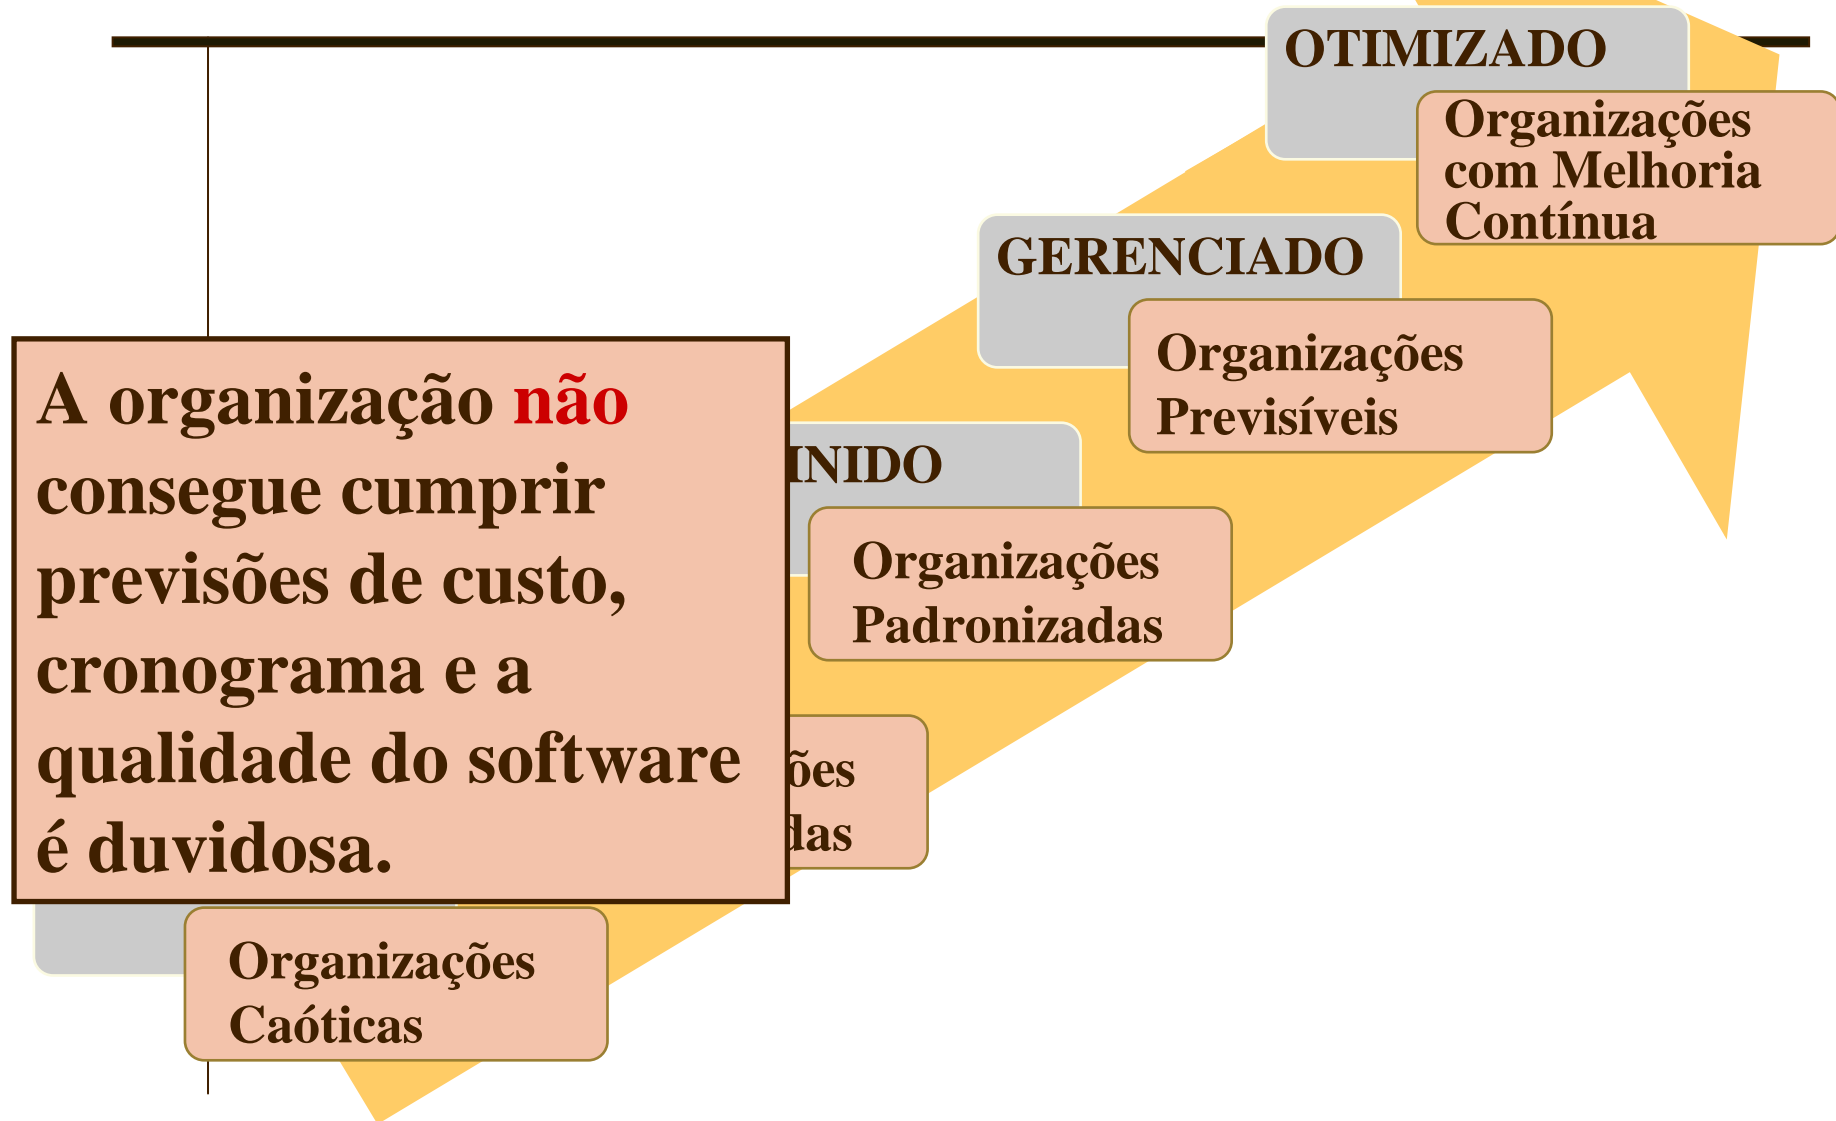 OTIMIZADO
Organizações
com Melhoria
Contínua
GERENCIADO
Organizações
Previsíveis
A organização não
consegue cumprir
previsões de custo,
cronograma e a
qualidade do software
é duvidosa.
INIDO
Organizações
Padronizadas
ões
das
Organizações
Caóticas